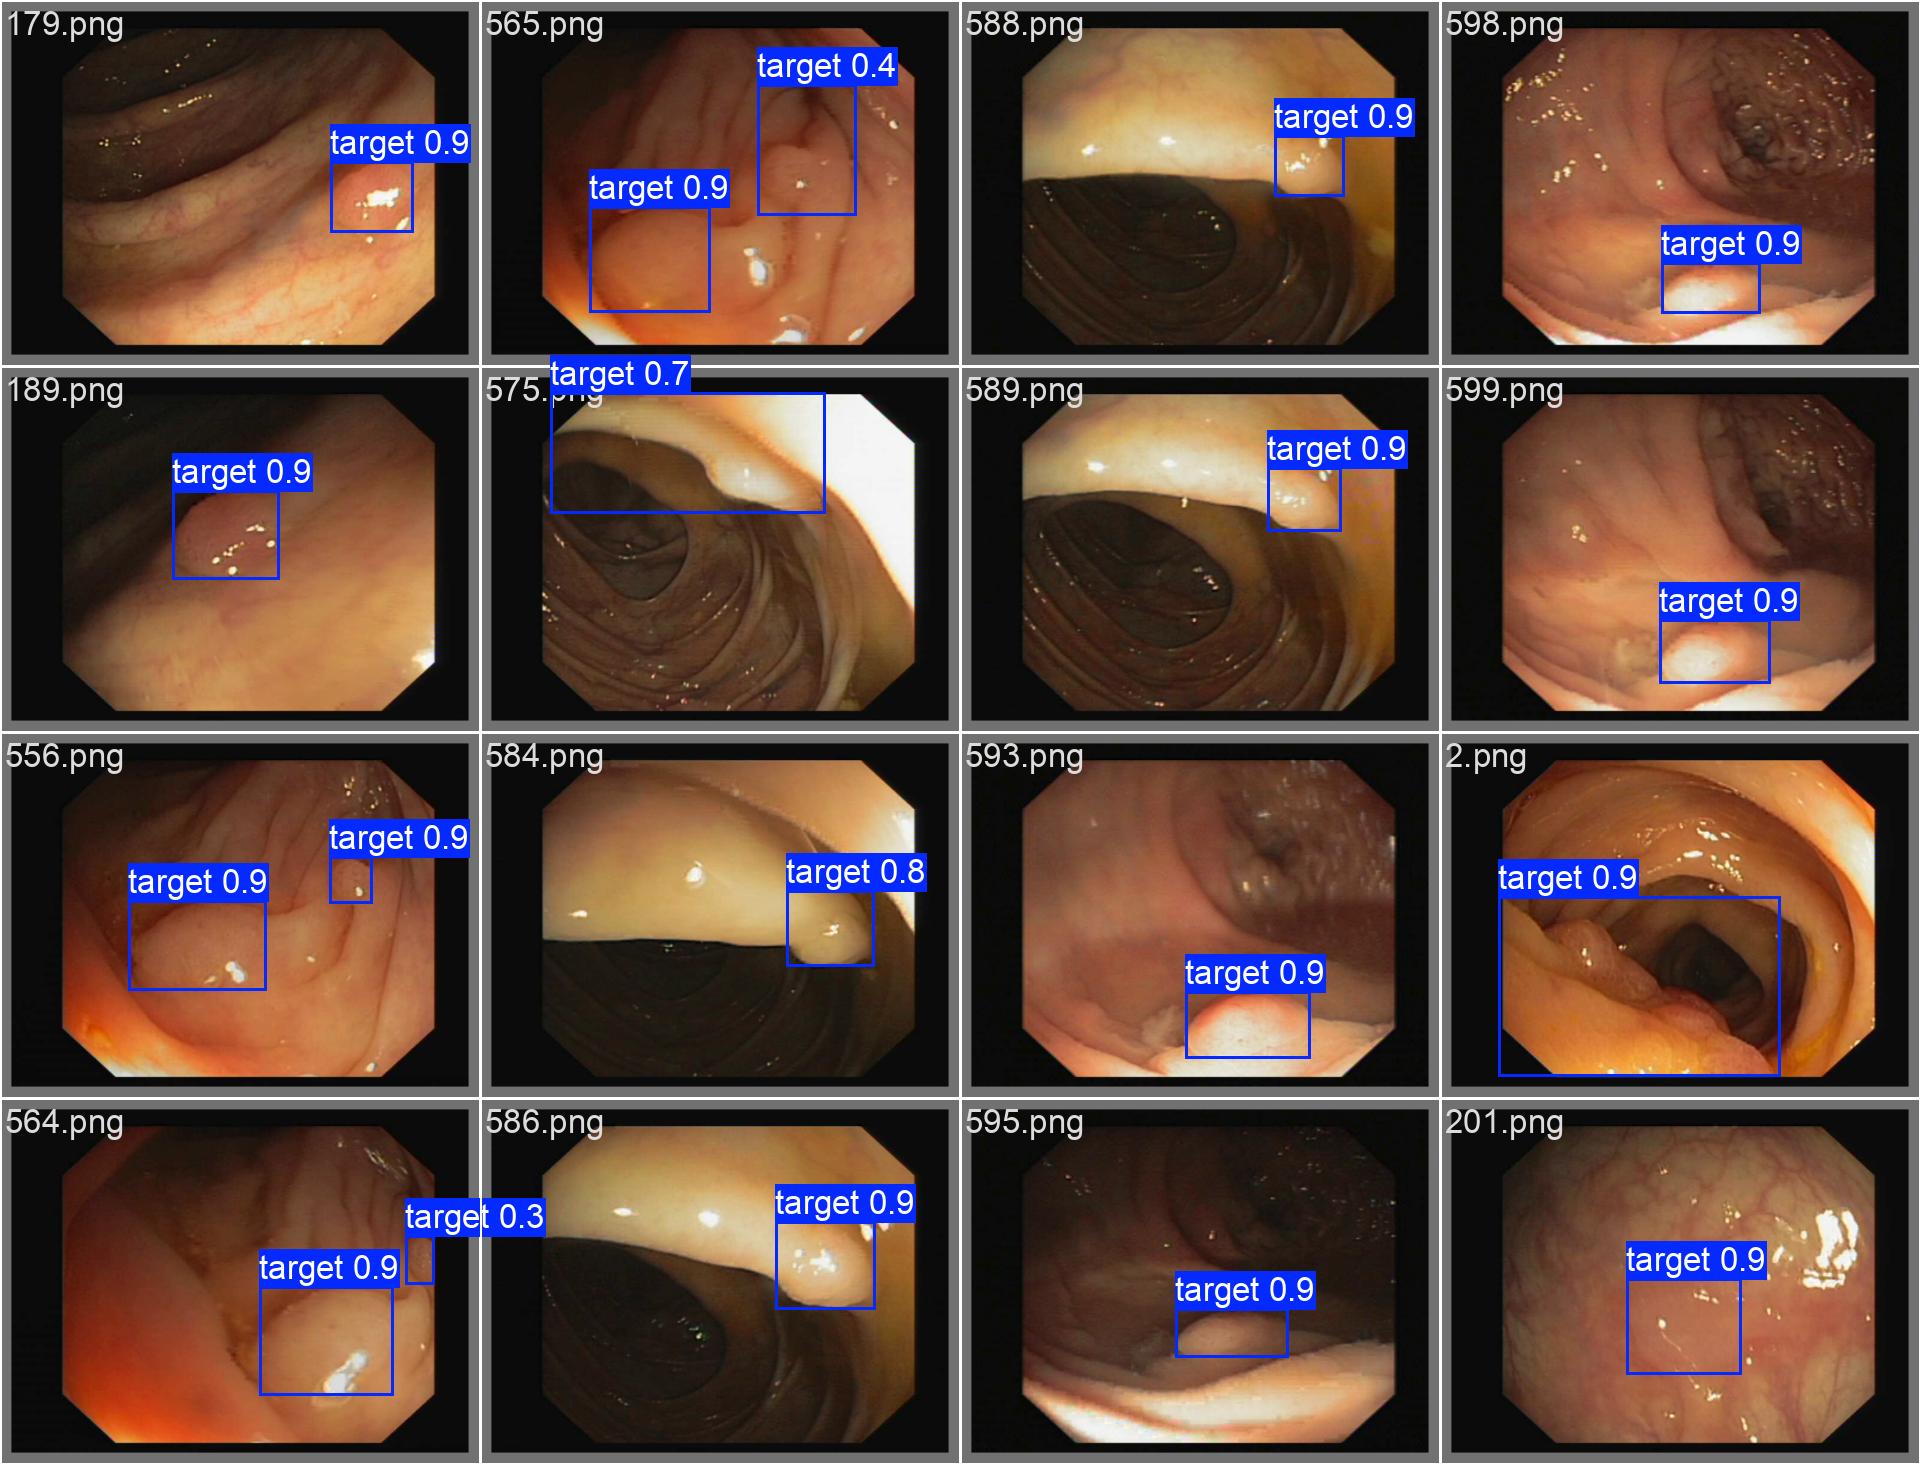 179.png
target 0.9
565.png
target 0.4
target 0.9
588.png
target 0.9
598.png
target 0.9
189.png
target 0.9
575.png
target 0.7
589.png
target 0.9
599.png
target 0.9
556.png
target 0.9
target 0.9
584.png
target 0.8
593.png
target 0.9
2.png
target 0.9
564.png
target 0.3
target 0.9
586.png
target 0.9
595.png
target 0.9
201.png
target 0.9